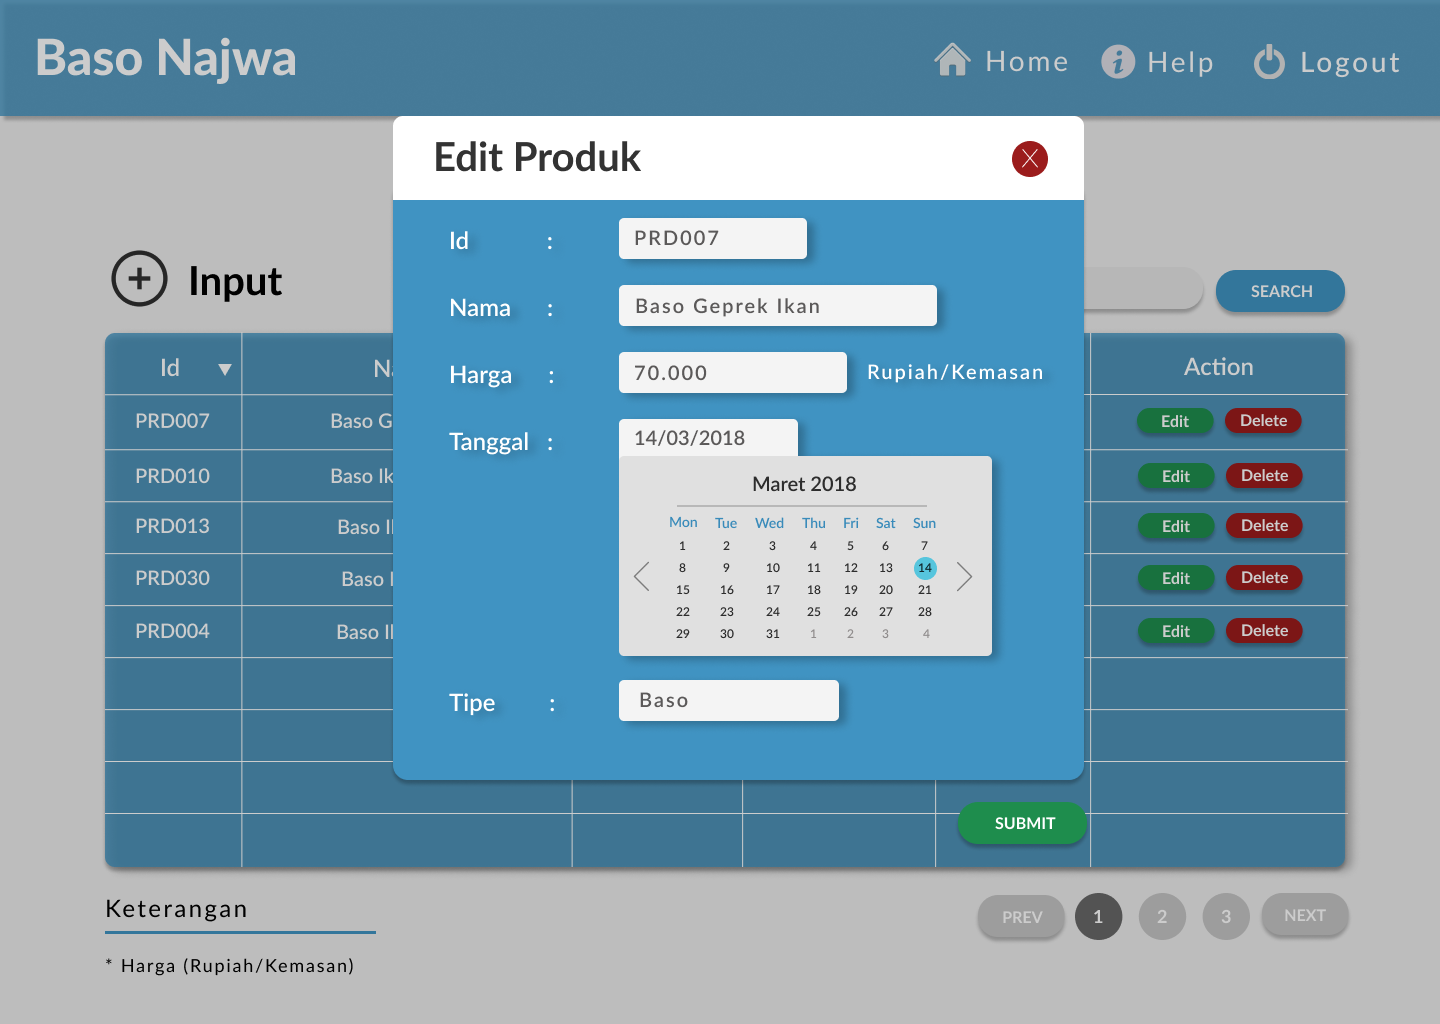 Baso Najwa
Home
Help
Logout
Edit Produk
X
Id : PRD007
Nama : Baso Geprek Ikan
Harga : 70.000 Rupiah/Kemasan
Tanggal : 14/03/2018
Maret 2018
Mon Tue Wed Thu Fri Sat Sun
1 2 3 4 5 6 7
8 9 10 11 12 13 14
15 16 17 18 19 20 21
22 23 24 25 26 27 28
29 30 31 1 2 3 4
Tipe : Baso
SUBMIT
+ Input
SEARCH
Id ▼ Action
PRD007 Baso G Edit Delete
PRD010 Baso Ik Edit Delete
PRD013 Baso Edit Delete
PRD030 Baso Edit Delete
PRD004 Baso Edit Delete
Keterangan
* Harga (Rupiah/Kemasan)
PREV 1 2 3 NEXT